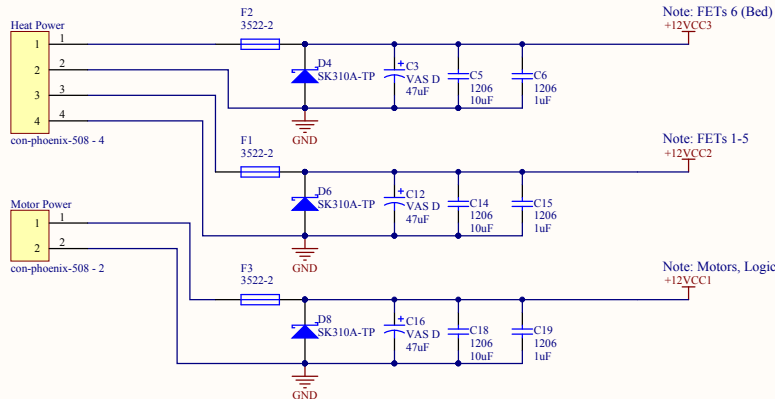 Heat Power
1
1
2
2
3
3
4
4
con-phoenix-508 - 4
F2
3522-2
D4
SK310A-TP
+
C3
VAS D
47uF
C5
1206
10uF
C6
1206
1uF
GND
Note: FETs 6 (Bed)
+12VCC3
F1
3522-2
D6
SK310A-TP
+
C12
VAS D
47uF
C14
1206
10uF
C15
1206
1uF
GND
Note: FETs 1-5
+12VCC2
Motor Power
1
1
2
2
con-phoenix-508 - 2
F3
3522-2
D8
SK310A-TP
+
C16
VAS D
47uF
C18
1206
10uF
C19
1206
1uF
GND
Note: Motors, Logic
+12VCC1